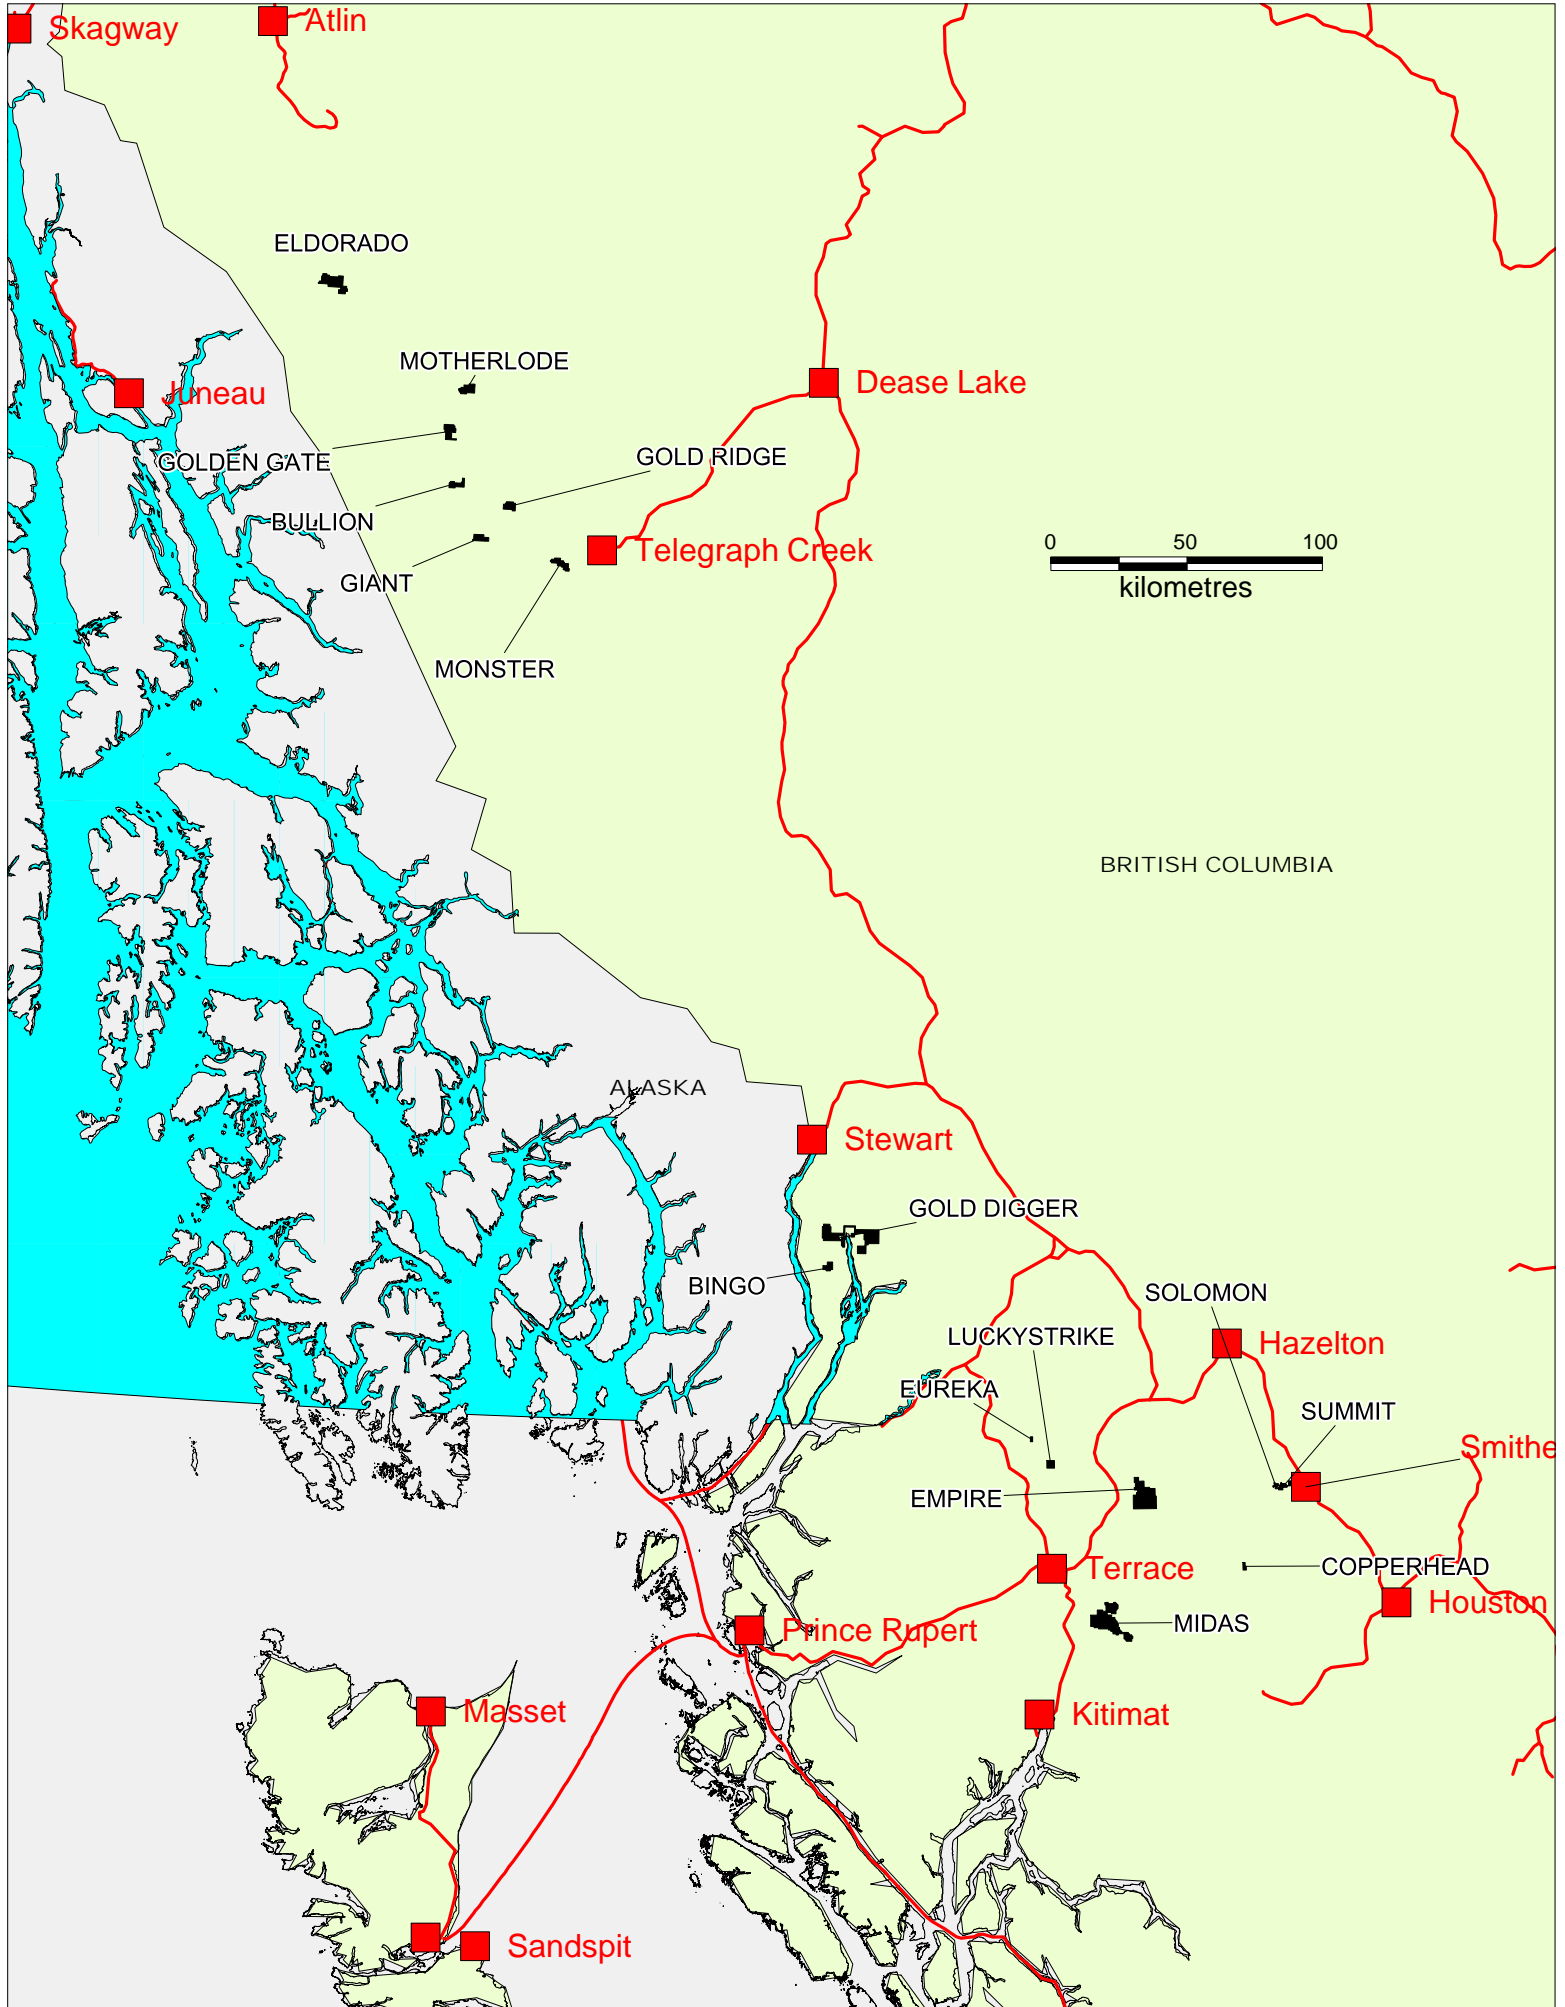 Skagway
Atlin
ELDORADO
MOTHERLODE
Juneau
Dease Lake
GOLDEN GATE
GOLD RIDGE
BULLION
Telegraph Creek
GIANT
0 50 100
kilometres
MONSTER
BRITISH COLUMBIA
ALASKA
Stewart
GOLD DIGGER
BINGO
SOLOMON
LUCKYSTRIKE
Hazelton
EUREKA
SUMMIT
Smithe
EMPIRE
COPPERHEAD
Terrace
Houston
MIDAS
Prince Rupert
Masset
Kitimat
Sandspit